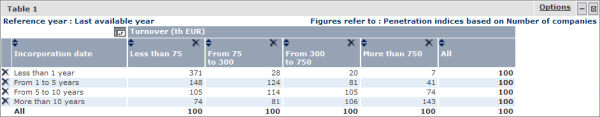 Table 1
Options
Reference year : Last available year
Figures refer to : Penetration indices based on Number of companies
Turnover (th EUR)
Incorporation date Less than 75 From 75 to 300 From 300 to 750 More than 750 All
Less than 1 year 371 28 20 7 100
From 1 to 5 years 148 124 81 41 100
From 5 to 10 years 105 114 105 74 100
More than 10 years 74 81 106 143 100
All 100 100 100 100 100